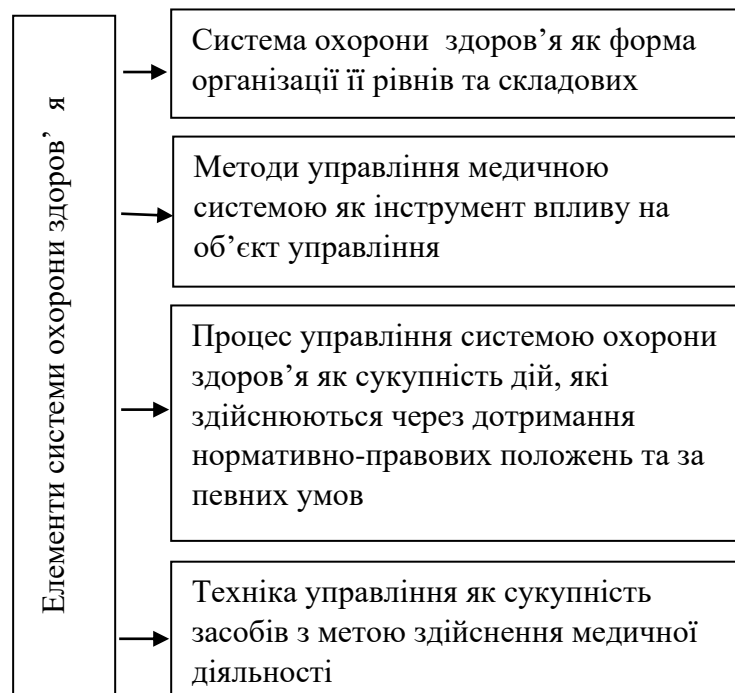 Елементи системи охорони здоров’ я
Система охорони  здоров’я як форма
організації її рівнів та складових
Методи управління медичною
системою як інструмент впливу на
об’єкт управління
Процес управління системою охорони
здоров’я як сукупність дій, які
здійснюються через дотримання
нормативно-правових положень та за
певних умов
Техніка управління як сукупність
засобів з метою здійснення медичної
діяльності